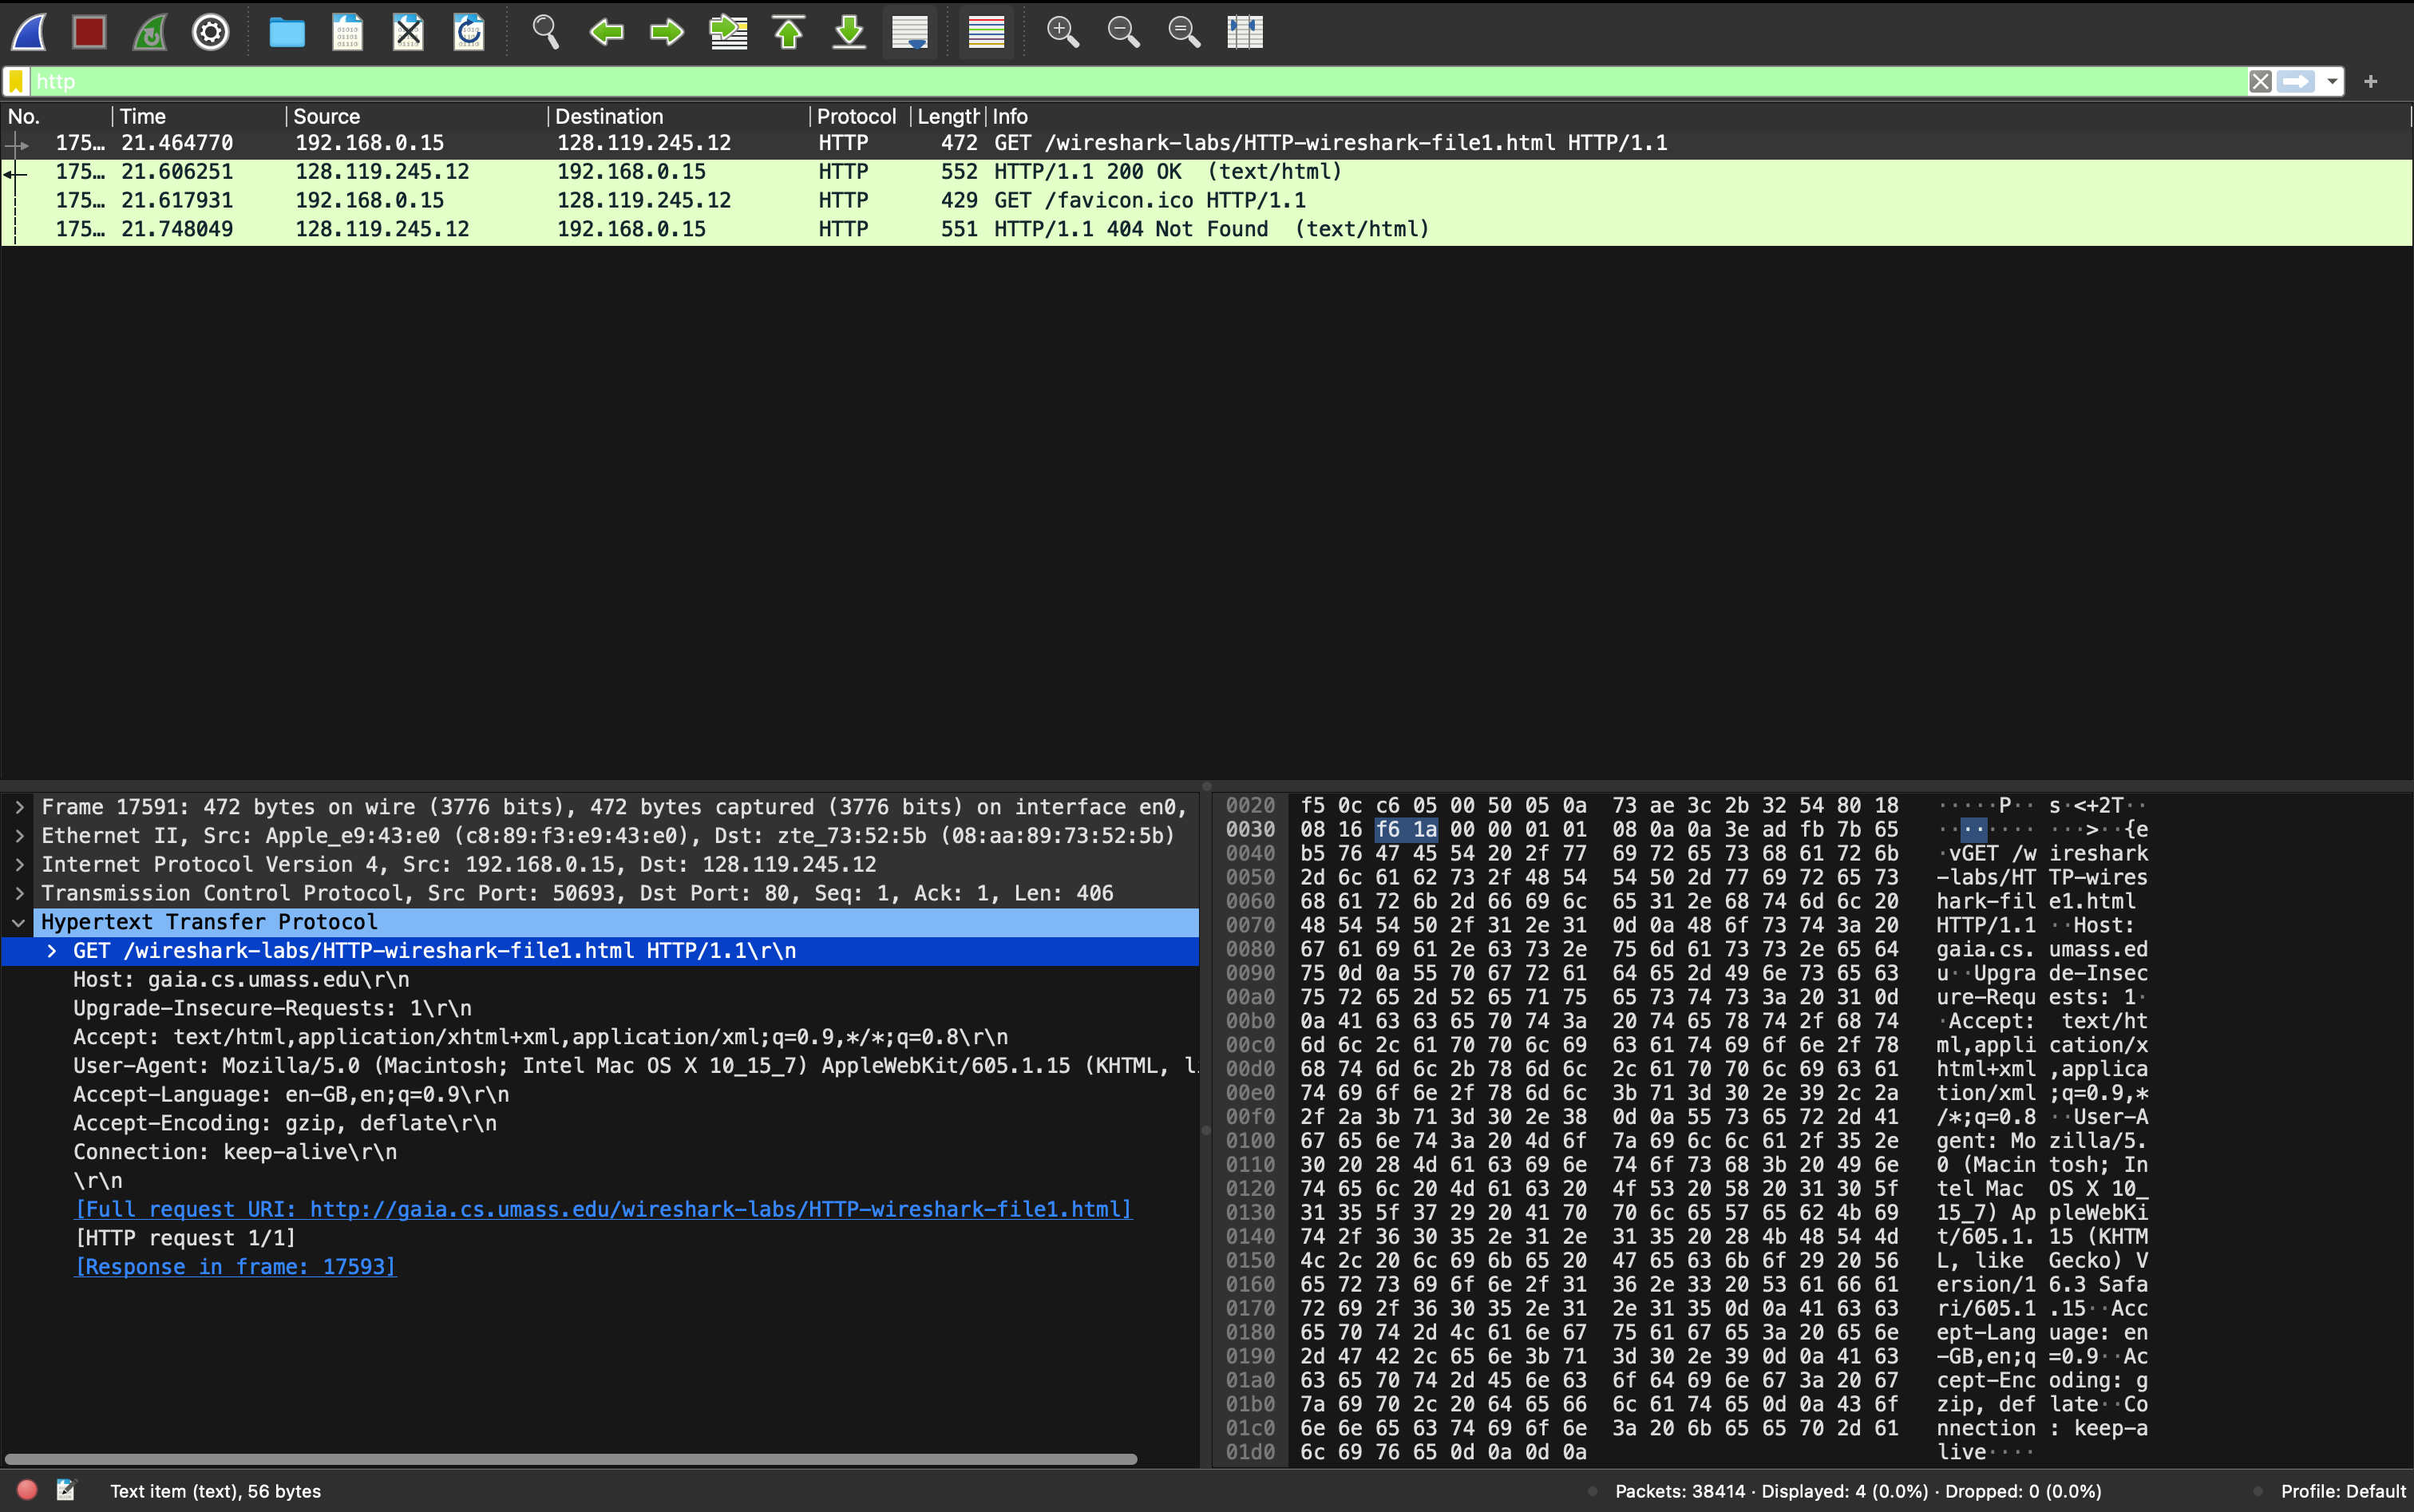 http
No. Time Source Destination Protocol Length Info
175… 21.464770 192.168.0.15 128.119.245.12 HTTP 472 GET /wireshark-labs/HTTP-wireshark-file1.html HTTP/1.1
175… 21.606251 128.119.245.12 192.168.0.15 HTTP 552 HTTP/1.1 200 OK (text/html)
175… 21.617931 192.168.0.15 128.119.245.12 HTTP 429 GET /favicon.ico HTTP/1.1
175… 21.748049 128.119.245.12 192.168.0.15 HTTP 551 HTTP/1.1 404 Not Found (text/html)
Frame 17591: 472 bytes on wire (3776 bits), 472 bytes captured (3776 bits) on interface en0,
Ethernet II, Src: Apple_e9:43:e0 (c8:89:f3:e9:43:e0), Dst: zte_73:52:5b (08:aa:89:73:52:5b)
Internet Protocol Version 4, Src: 192.168.0.15, Dst: 128.119.245.12
Transmission Control Protocol, Src Port: 50693, Dst Port: 80, Seq: 1, Ack: 1, Len: 406
Hypertext Transfer Protocol
GET /wireshark-labs/HTTP-wireshark-file1.html HTTP/1.1\r\n
Host: gaia.cs.umass.edu\r\n
Upgrade-Insecure-Requests: 1\r\n
Accept: text/html,application/xhtml+xml,application/xml;q=0.9,*/*;q=0.8\r\n
User-Agent: Mozilla/5.0 (Macintosh; Intel Mac OS X 10_15_7) AppleWebKit/605.1.15 (KHTML, li
Accept-Language: en-GB,en;q=0.9\r\n
Accept-Encoding: gzip, deflate\r\n
Connection: keep-alive\r\n
\r\n
[Full request URI: http://gaia.cs.umass.edu/wireshark-labs/HTTP-wireshark-file1.html]
[HTTP request 1/1]
[Response in frame: 17593]
0020 f5 0c c6 05 00 50 05 0a 73 ae 3c 2b 32 54 80 18 ·····P·· s·<+2T··
0030 08 16 f6 1a 00 00 01 01 08 0a 0a 3e ad fb 7b 65 ········ ···>··{e
0040 b5 76 47 45 54 20 2f 77 69 72 65 73 68 61 72 6b ·vGET /w ireshark
0050 2d 6c 61 62 73 2f 48 54 54 50 2d 77 69 72 65 73 -labs/HT TP-wires
0060 68 61 72 6b 2d 66 69 6c 65 31 2e 68 74 6d 6c 20 hark-fil e1.html
0070 48 54 54 50 2f 31 2e 31 0d 0a 48 6f 73 74 3a 20 HTTP/1.1 ··Host:
0080 67 61 69 61 2e 63 73 2e 75 6d 61 73 73 2e 65 64 gaia.cs. umass.ed
0090 75 0d 0a 55 70 67 72 61 64 65 2d 49 6e 73 65 63 u··Upgra de-Insec
00a0 75 72 65 2d 52 65 71 75 65 73 74 73 3a 20 31 0d ure-Requ ests: 1·
00b0 0a 41 63 63 65 70 74 3a 20 74 65 78 74 2f 68 74 ·Accept: text/ht
00c0 6d 6c 2c 61 70 70 6c 69 63 61 74 69 6f 6e 2f 78 ml,appli cation/x
00d0 68 74 6d 6c 2b 78 6d 6c 2c 61 70 70 6c 69 63 61 html+xml ,applica
00e0 74 69 6f 6e 2f 78 6d 6c 3b 71 3d 30 2e 39 2c 2a tion/xml ;q=0.9,*
00f0 2f 2a 3b 71 3d 30 2e 38 0d 0a 55 73 65 72 2d 41 /*;q=0.8 ··User-A
0100 67 65 6e 74 3a 20 4d 6f 7a 69 6c 6c 61 2f 35 2e gent: Mo zilla/5.
0110 30 20 28 4d 61 63 69 6e 74 6f 73 68 3b 20 49 6e 0 (Macin tosh; In
0120 74 65 6c 20 4d 61 63 20 4f 53 20 58 20 31 30 5f tel Mac OS X 10_
0130 31 35 5f 37 29 20 41 70 70 6c 65 57 65 62 4b 69 15_7) Ap pleWebKi
0140 74 2f 36 30 35 2e 31 2e 31 35 20 28 4b 48 54 4d t/605.1. 15 (KHTM
0150 4c 2c 20 6c 69 6b 65 20 47 65 63 6b 6f 29 20 56 L, like Gecko) V
0160 65 72 73 69 6f 6e 2f 31 36 2e 33 20 53 61 66 61 ersion/1 6.3 Safa
0170 72 69 2f 36 30 35 2e 31 2e 31 35 0d 0a 41 63 63 ri/605.1 .15··Acc
0180 65 70 74 2d 4c 61 6e 67 75 61 67 65 3a 20 65 6e ept-Lang uage: en
0190 2d 47 42 2c 65 6e 3b 71 3d 30 2e 39 0d 0a 41 63 -GB,en;q =0.9··Ac
01a0 63 65 70 74 2d 45 6e 63 6f 64 69 6e 67 3a 20 67 cept-Enc oding: g
01b0 7a 69 70 2c 20 64 65 66 6c 61 74 65 0d 0a 43 6f zip, def late··Co
01c0 6e 6e 65 63 74 69 6f 6e 3a 20 6b 65 65 70 2d 61 nnection : keep-a
01d0 6c 69 76 65 0d 0a 0d 0a live····
Text item (text), 56 bytes
Packets: 38414 · Displayed: 4 (0.0%) · Dropped: 0 (0.0%)
Profile: Default